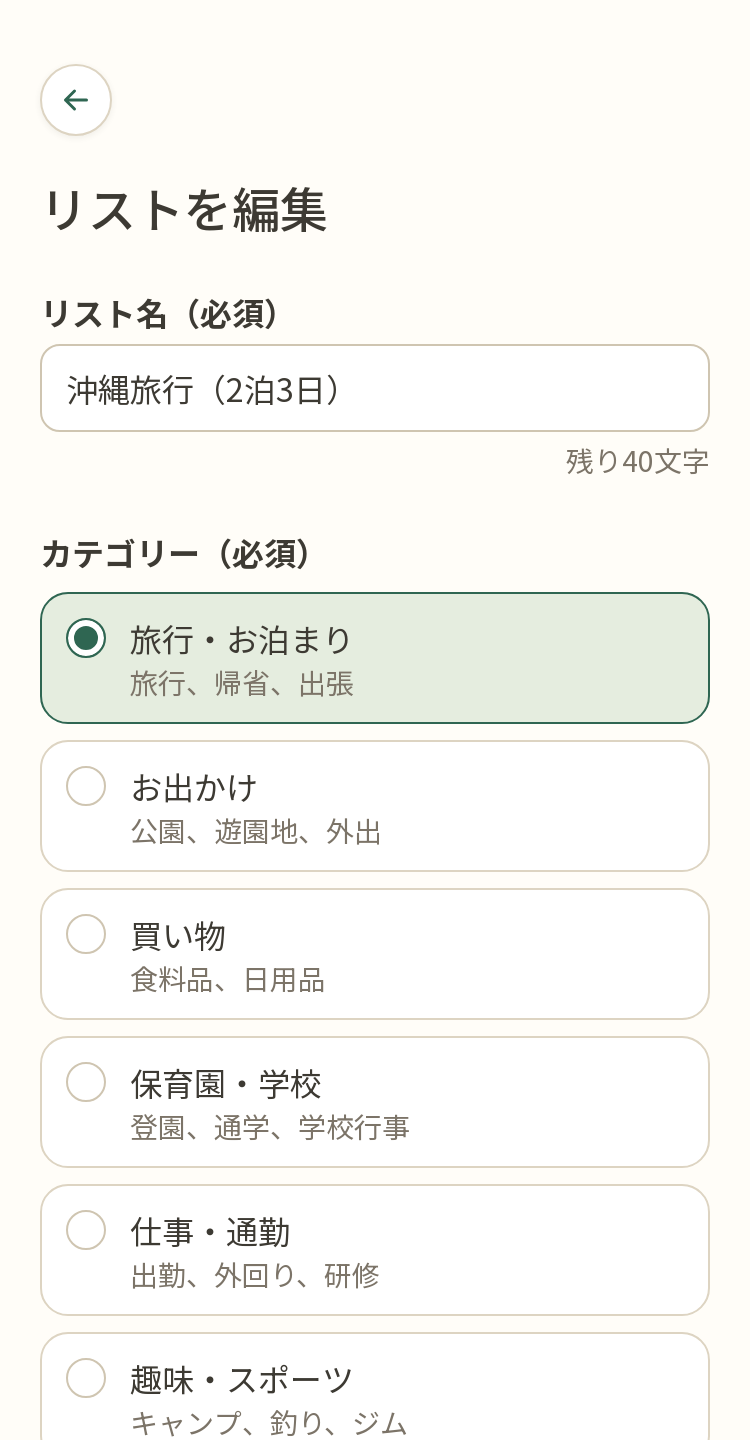 リストを編集
リスト名（必須）
沖縄旅行（2泊3日）
残り40文字
カテゴリー（必須）
旅行・お泊まり
旅行、帰省、出張
お出かけ
公園、遊園地、外出
買い物
食料品、日用品
保育園・学校
登園、通学、学校行事
仕事・通勤
出勤、外回り、研修
趣味・スポーツ
キャンプ、釣り、ジム